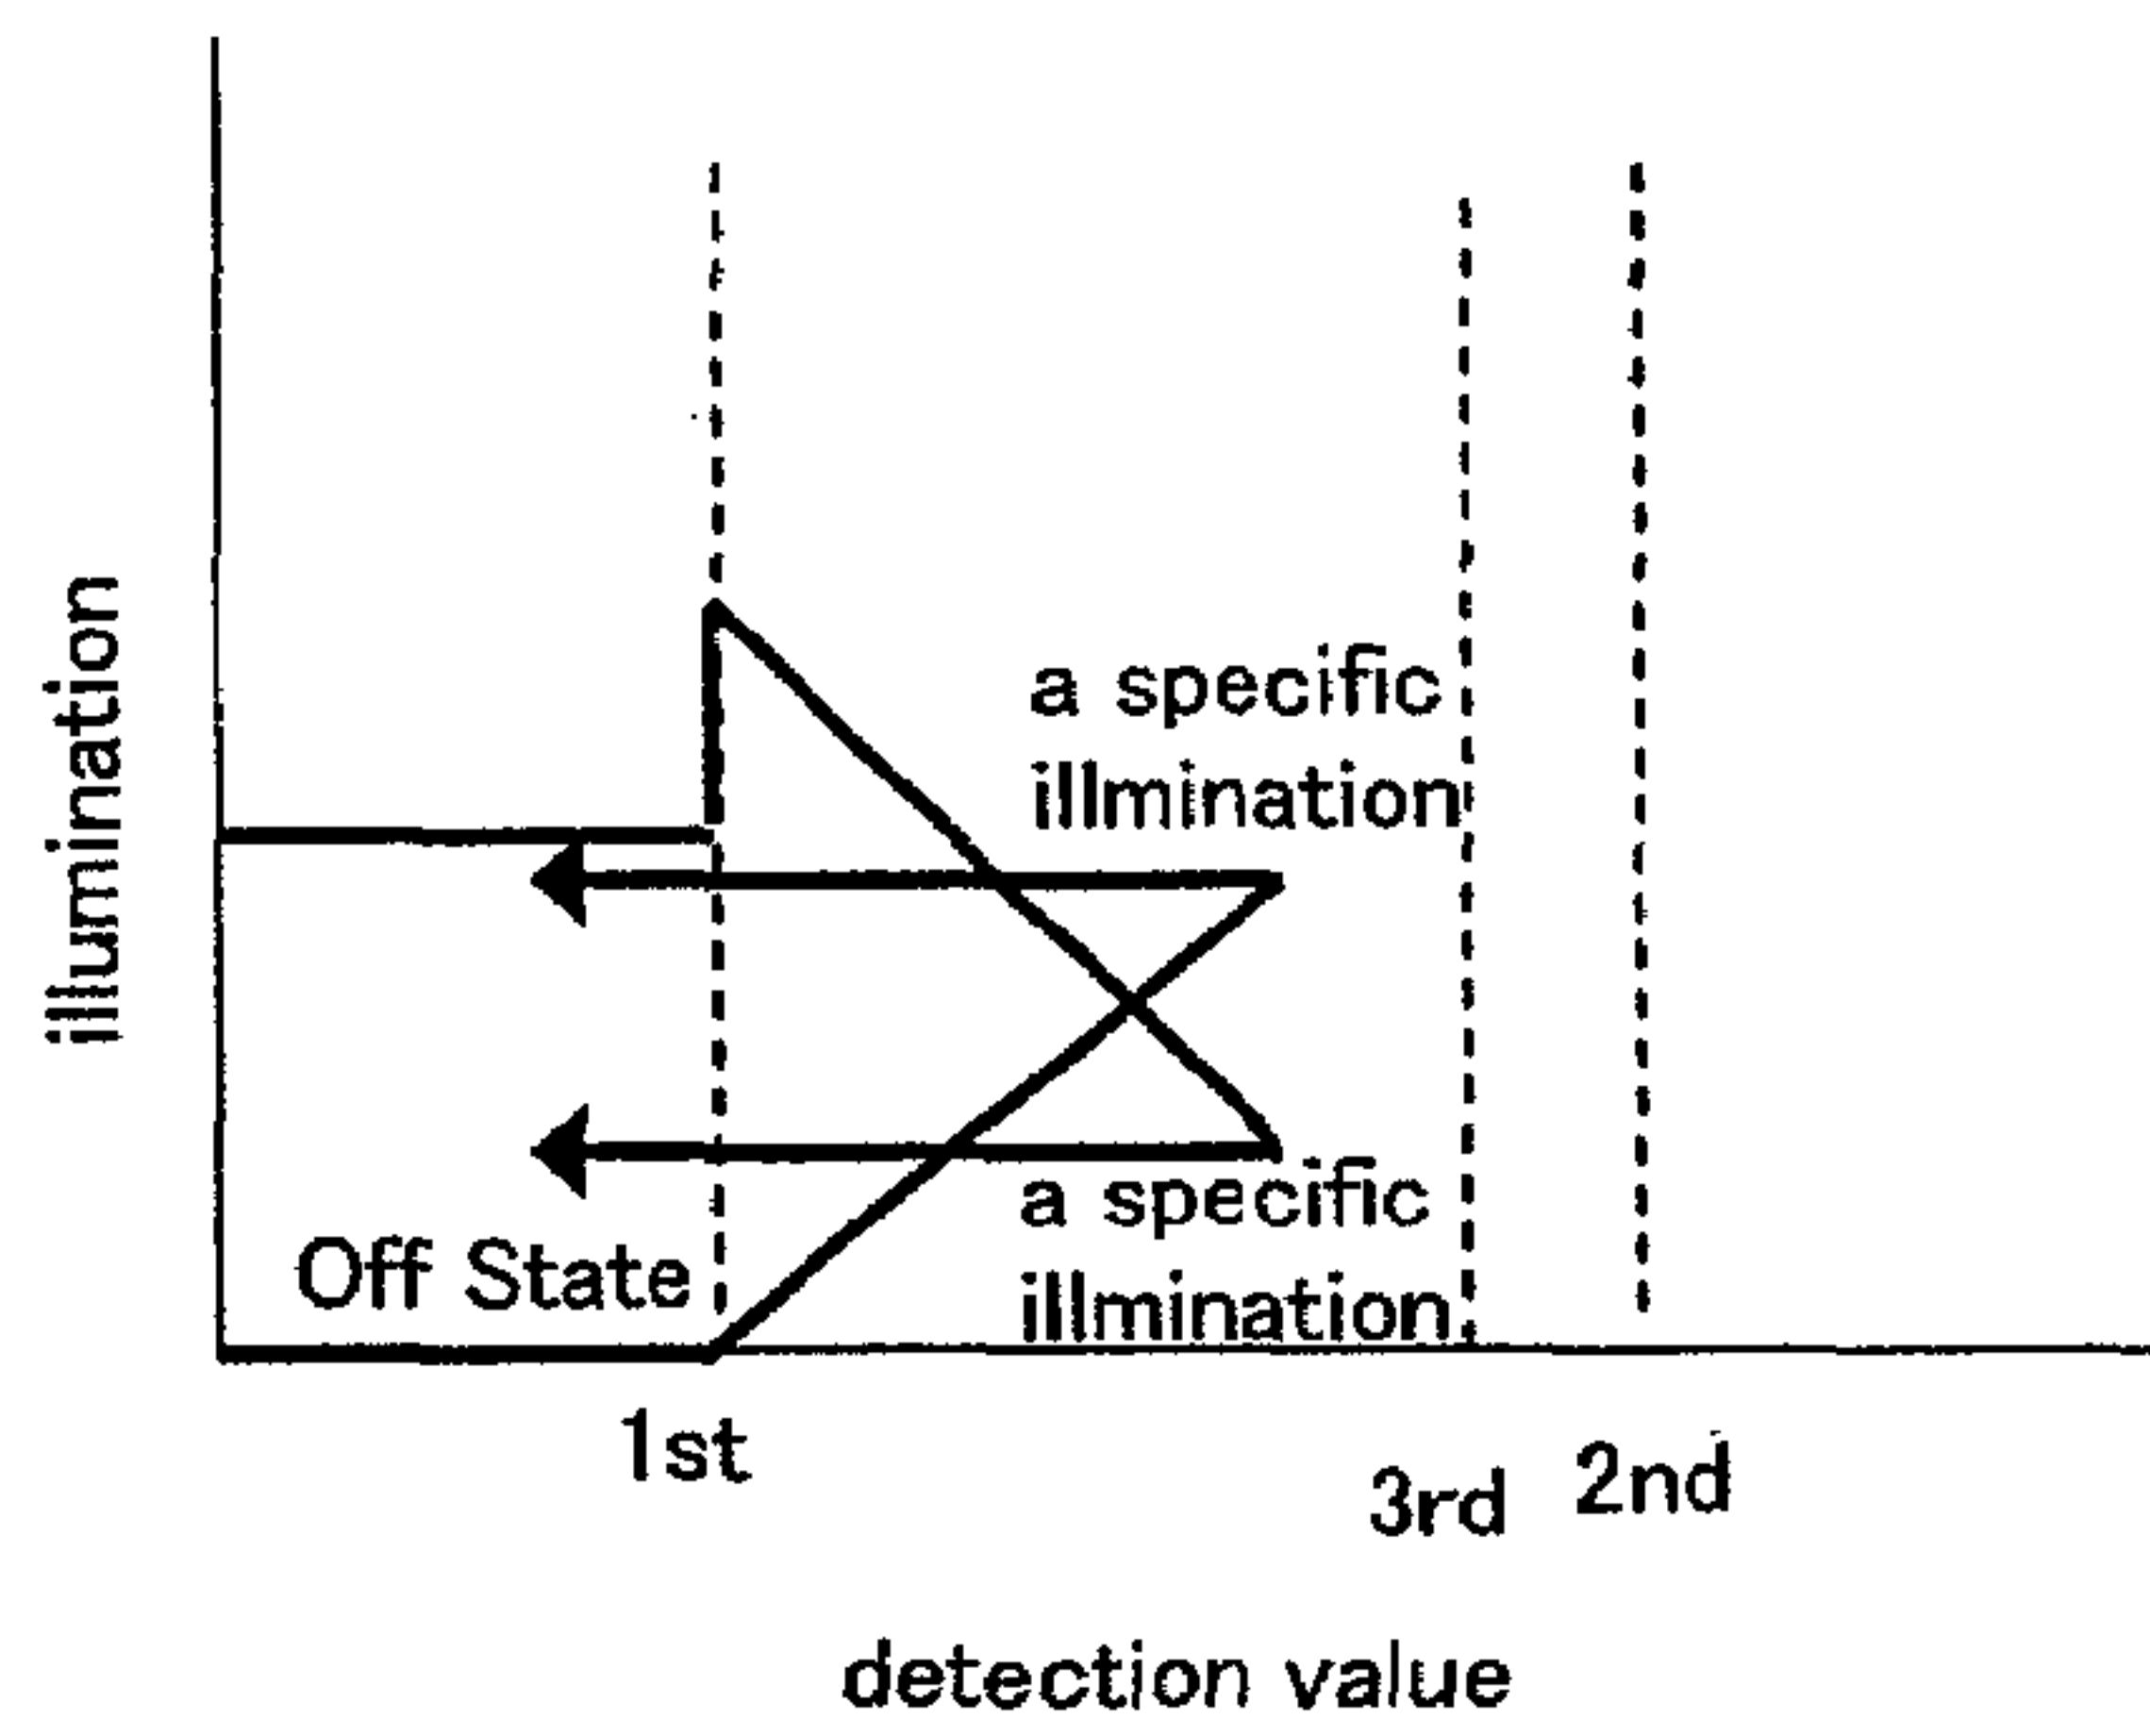 illumination
a specific
illmination
Off State
a specific
illmination
1st
3rd
2nd
detection value